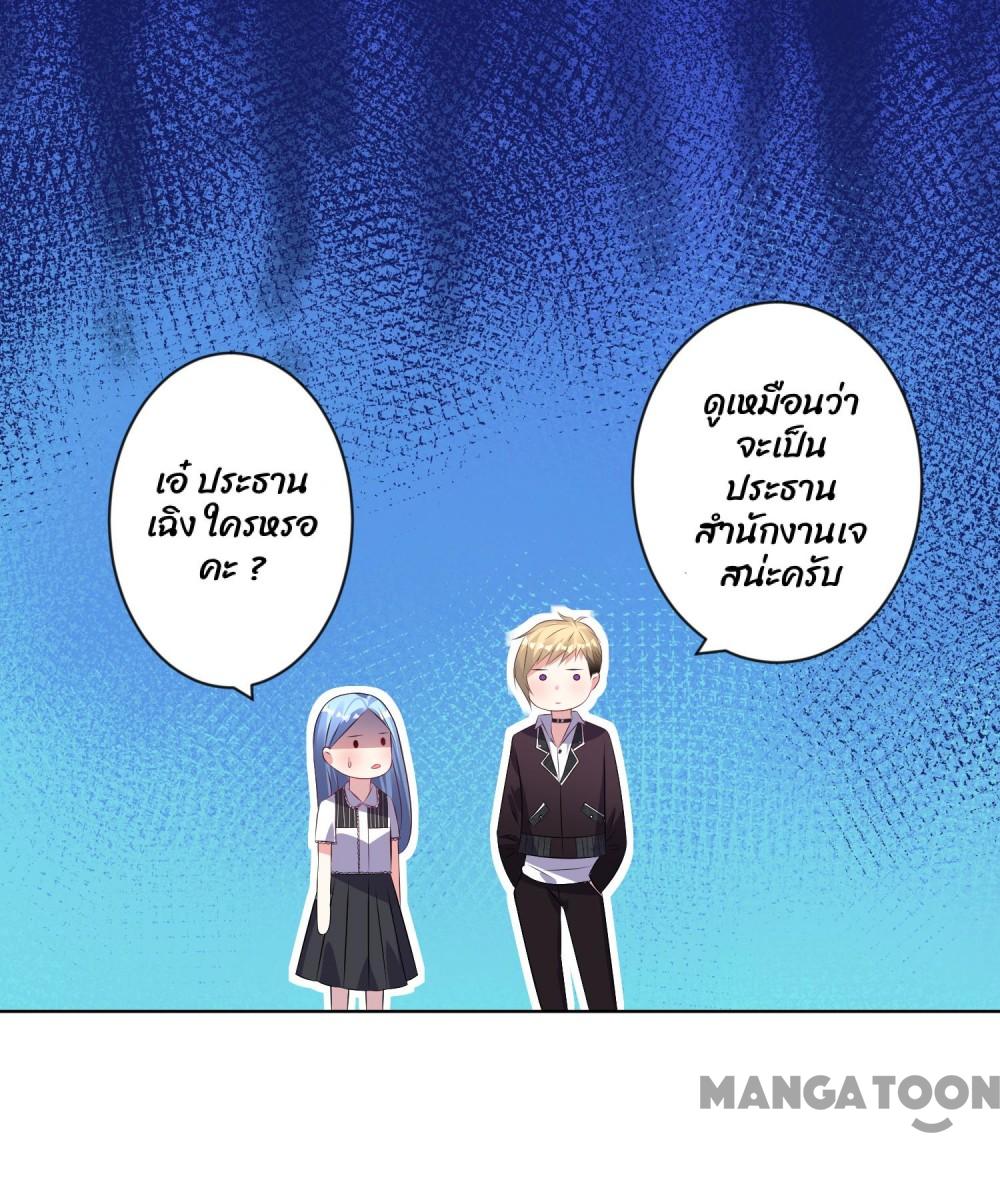 เอ๋ ประธาน
เฉิง ใครหรอ
คะ ?
ดูเหมือนว่า
จะเป็น
ประธาน
สำนักงานเจ
สน่ะครับ
MANGATOON